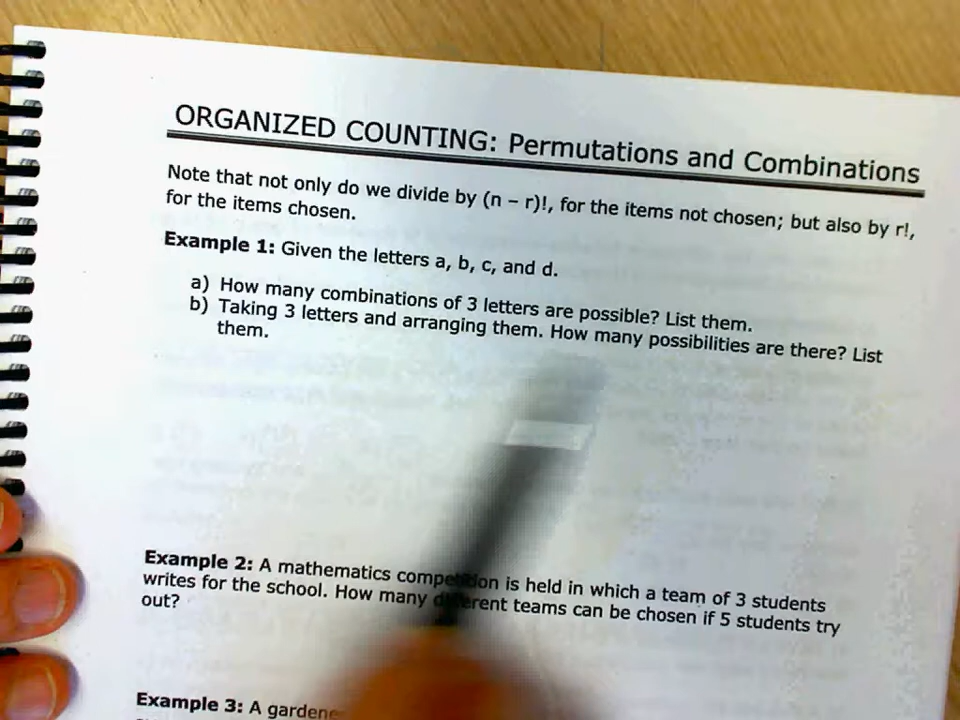 ORGANIZED COUNTING: Permutations and Combinations
Note that not only do we divide by (n – r)!, for the items not chosen; but also by r!,
for the items chosen.
Example 1: Given the letters a, b, c, and d.
a) How many combinations of 3 letters are possible? List them.
b) Taking 3 letters and arranging them. How many possibilities are there? List
them.
Example 2: A mathematics is held in which a team of 3 students
writes for the school. How many teams can be chosen if 5 students try
out?
Example 3: A